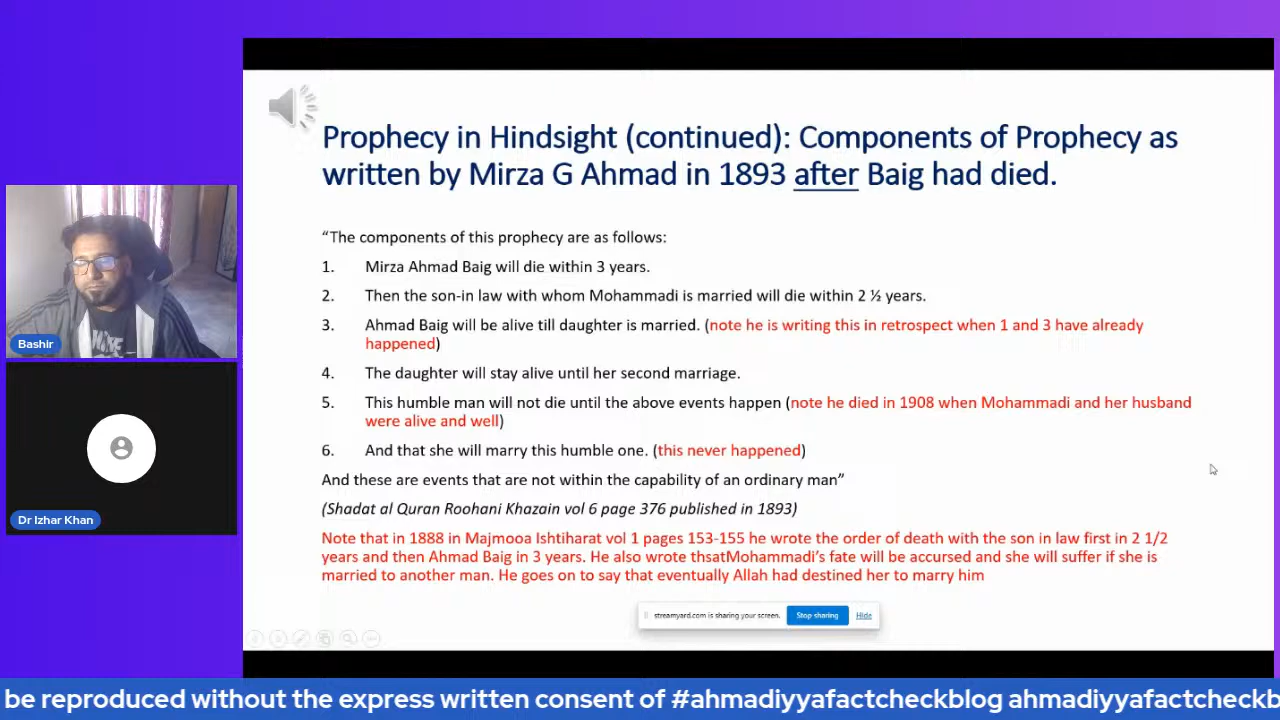 Prophecy in Hindsight (continued): Components of Prophecy as
written by Mirza G Ahmad in 1893 after Baig had died.
“The components of this prophecy are as follows:
1. Mirza Ahmad Baig will die within 3 years.
2. Then the son-in law with whom Mohammadi is married will die within 2 ½ years.
3. Ahmad Baig will be alive till daughter is married. (note he is writing this in retrospect when 1 and 3 have already
happened)
4. The daughter will stay alive until her second marriage.
5. This humble man will not die until the above events happen (note he died in 1908 when Mohammadi and her husband
were alive and well)
6. And that she will marry this humble one. (this never happened)
And these are events that are not within the capability of an ordinary man”
(Shadat al Quran Roohani Khazain vol 6 page 376 published in 1893)
Note that in 1888 in Majmooa Ishtiharat vol 1 pages 153-155 he wrote the order of death with the son in law first in 2 1/2
years and then Ahmad Baig in 3 years. He also wrote thsatMohammadi’s fate will be accursed and she will suffer if she is
married to another man. He goes on to say that eventually Allah had destined her to marry him
streamyard.com is sharing your screen. Stop sharing Hide
Bashir
Dr Izhar Khan
be reproduced without the express written consent of #ahmadiyyafactcheckblog ahmadiyyafactcheckb